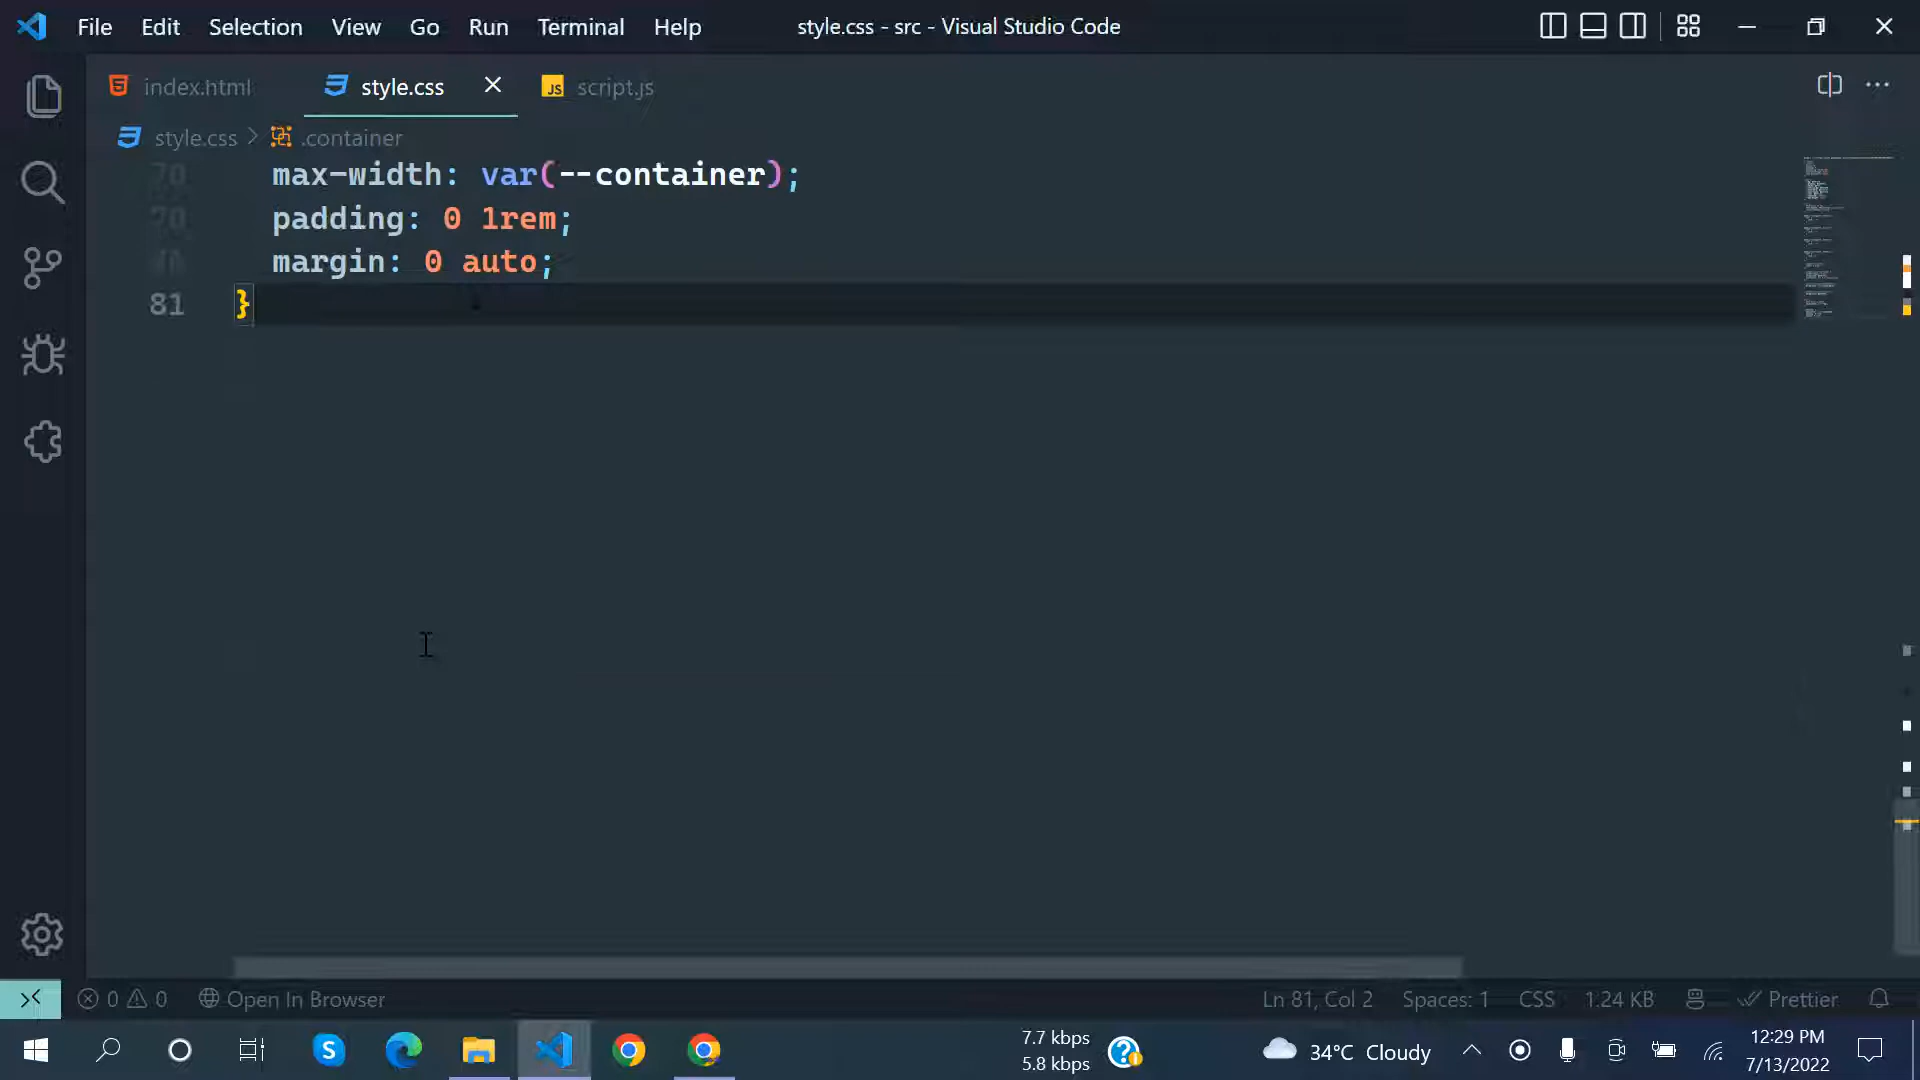 File Edit Selection View Go Run Terminal Help style.css - src - Visual Studio Code
index.html style.css script.js
style.css > .container
max-width: var(--container);
padding: 0 1rem;
margin: 0 auto;
81 }
0 0 Open In Browser Ln 81, Col 2 Spaces: 1 CSS 1.24 KB Prettier
7.7 kbps
5.8 kbps
34°C Cloudy
12:29 PM
7/13/2022